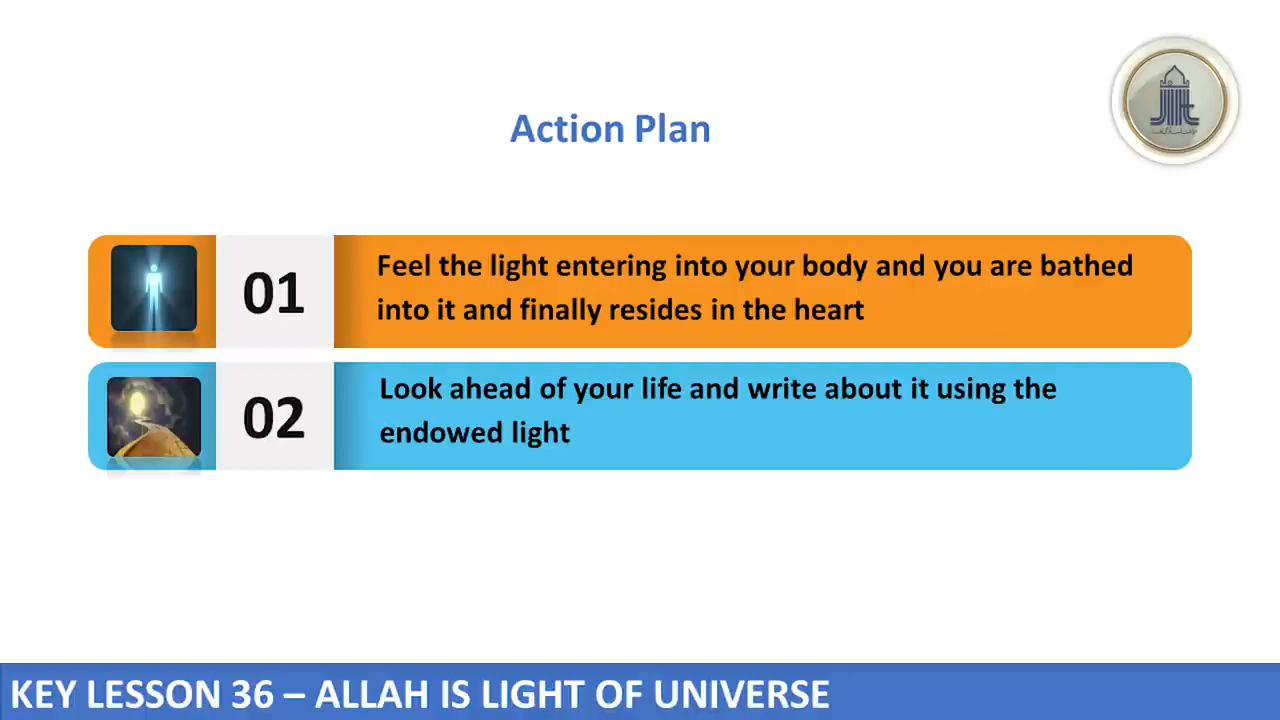 Action Plan
01
Feel the light entering into your body and you are bathed
into it and finally resides in the heart
02
Look ahead of your life and write about it using the
endowed light
KEY LESSON 36 – ALLAH IS LIGHT OF UNIVERSE